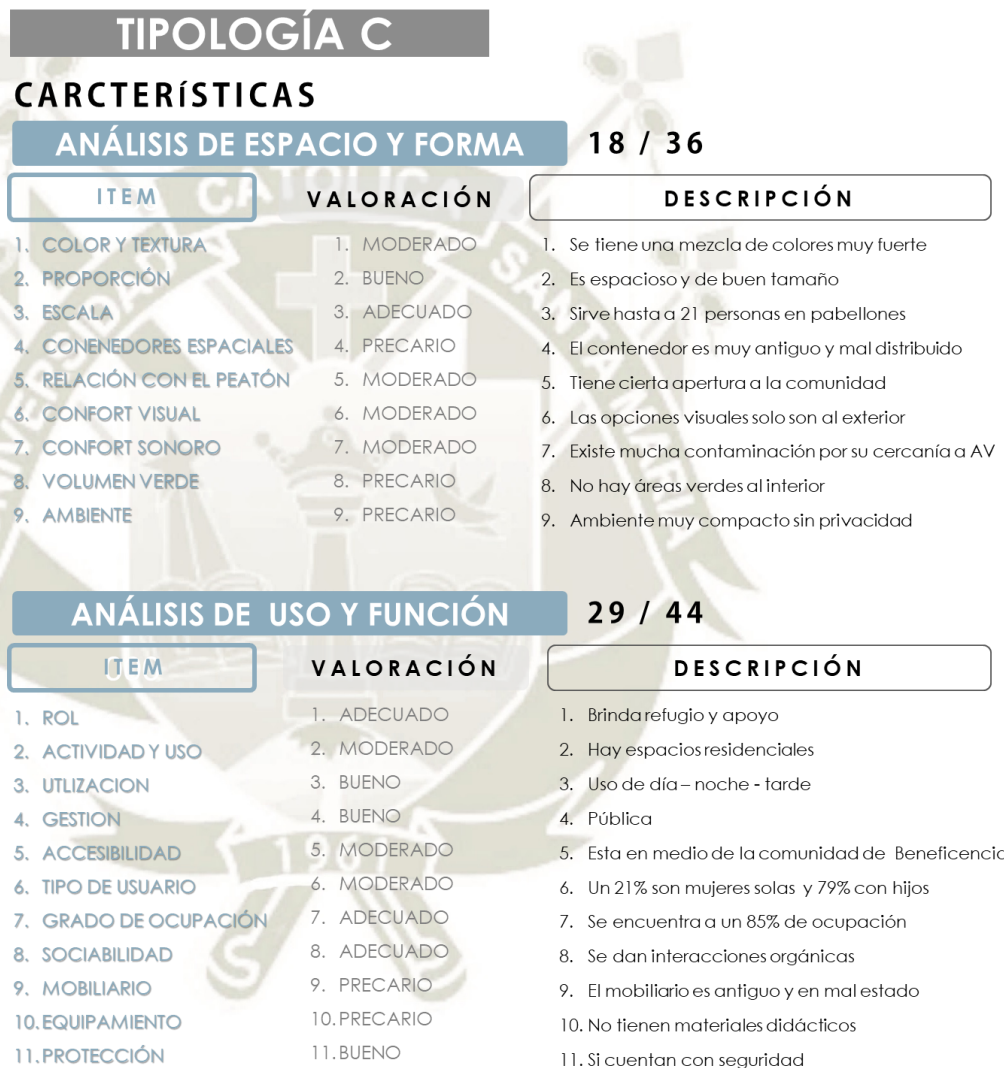 TIPOLOGÍA C
CARCTERÍSTICAS
ANÁLISIS DE ESPACIO Y FORMA 18 / 36
ITEM VALORACIÓN DESCRIPCIÓN
1. COLOR Y TEXTURA 1. MODERADO 1. Se tiene una mezcla de colores muy fuerte
2. PROPORCIÓN 2. BUENO 2. Es espacioso y de buen tamaño
3. ESCALA 3. ADECUADO 3. Sirve hasta a 21 personas en pabellones
4. CONENEDORES ESPACIALES 4. PRECARIO 4. El contenedor es muy antiguo y mal distribuido
5. RELACIÓN CON EL PEATÓN 5. MODERADO 5. Tiene cierta apertura a la comunidad
6. CONFORT VISUAL 6. MODERADO 6. Las opciones visuales solo son al exterior
7. CONFORT SONORO 7. MODERADO 7. Existe mucha contaminación por su cercanía a AV
8. VOLUMEN VERDE 8. PRECARIO 8. No hay áreas verdes al interior
9. AMBIENTE 9. PRECARIO 9. Ambiente muy compacto sin privacidad
ANÁLISIS DE USO Y FUNCIÓN 29 / 44
ITEM VALORACIÓN DESCRIPCIÓN
1. ROL 1. ADECUADO 1. Brinda refugio y apoyo
2. ACTIVIDAD Y USO 2. MODERADO 2. Hay espacios residenciales
3. UTLIZACION 3. BUENO 3. Uso de día – noche - tarde
4. GESTION 4. BUENO 4. Pública
5. ACCESIBILIDAD 5. MODERADO 5. Esta en medio de la comunidad de Beneficencia
6. TIPO DE USUARIO 6. MODERADO 6. Un 21% son mujeres solas y 79% con hijos
7. GRADO DE OCUPACIÓN 7. ADECUADO 7. Se encuentra a un 85% de ocupación
8. SOCIABILIDAD 8. ADECUADO 8. Se dan interacciones orgánicas
9. MOBILIARIO 9. PRECARIO 9. El mobiliario es antiguo y en mal estado
10. EQUIPAMIENTO 10. PRECARIO 10. No tienen materiales didácticos
11. PROTECCIÓN 11. BUENO 11. Si cuentan con seguridad